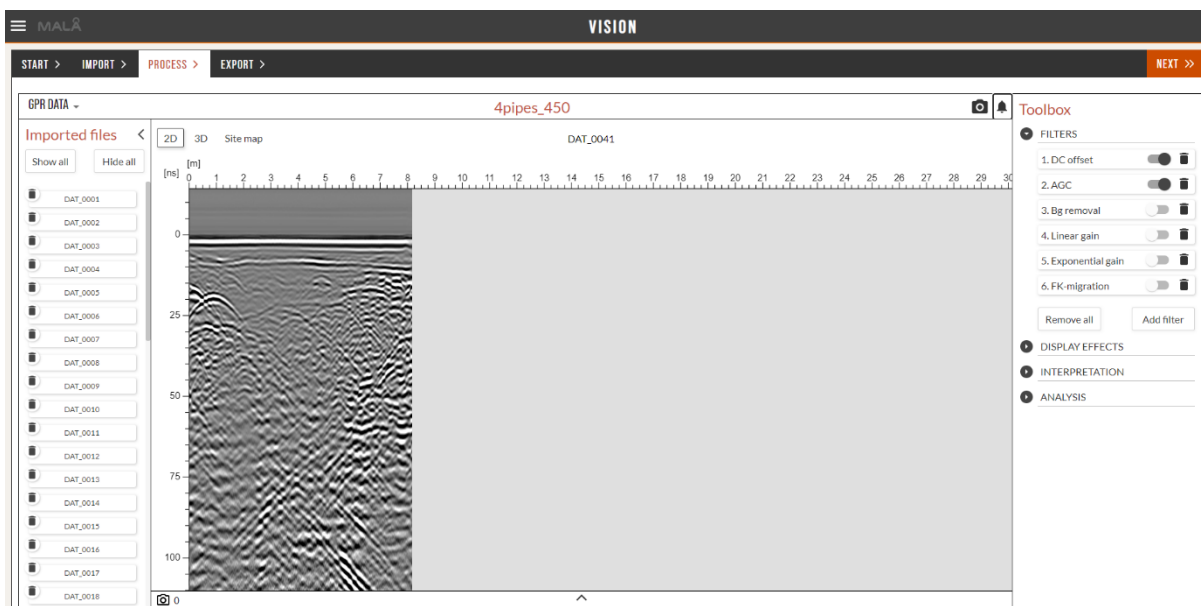 MALÅ
VISION
START >
IMPORT >
PROCESS >
EXPORT >
NEXT >>
GPR DATA
4pipes_450
Imported files
Show all
Hide all
DAT_0001
DAT_0002
DAT_0003
DAT_0004
DAT_0005
DAT_0006
DAT_0007
DAT_0008
DAT_0009
DAT_0010
DAT_0011
DAT_0012
DAT_0013
DAT_0014
DAT_0015
DAT_0016
DAT_0017
DAT_0018
2D 3D Site map
DAT_0041
[m]
[ns]
0 1 2 3 4 5 6 7 8 9 10 11 12 13 14 15 16 17 18 19 20 21 22 23 24 25 26 27 28 29 30
0
25
50
75
100
0
Toolbox
FILTERS
1. DC offset
2. AGC
3. Bg removal
4. Linear gain
5. Exponential gain
6. FK-migration
Remove all
Add filter
DISPLAY EFFECTS
INTERPRETATION
ANALYSIS